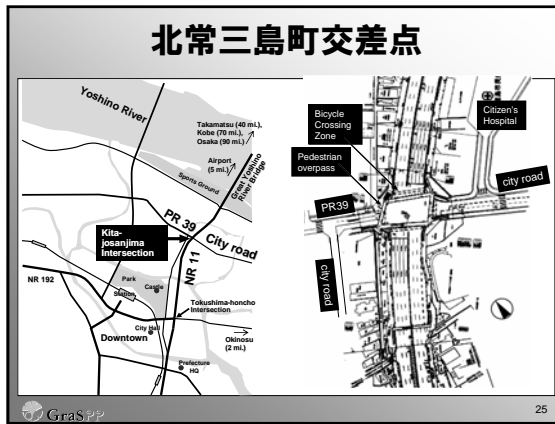 北常三島町交差点
Yoshino River
Takamatsu (40 mi.),
Kobe (70 mi.),
Osaka (90 mi.)
Airport
(5 mi.)
Sports Ground
Great Yoshino
River Bridge
PR 39
City road
Kita-
josanjima
Intersection
NR 11
NR 192
Park
Castle
Station
Tokushima-honcho
Intersection
City Hall
Downtown
Okinosu
(2 mi.)
Prefecture
HQ
Bicycle
Crossing
Zone
Citizen's
Hospital
Pedestrian
overpass
city road
PR39
city road
GraSPP
25